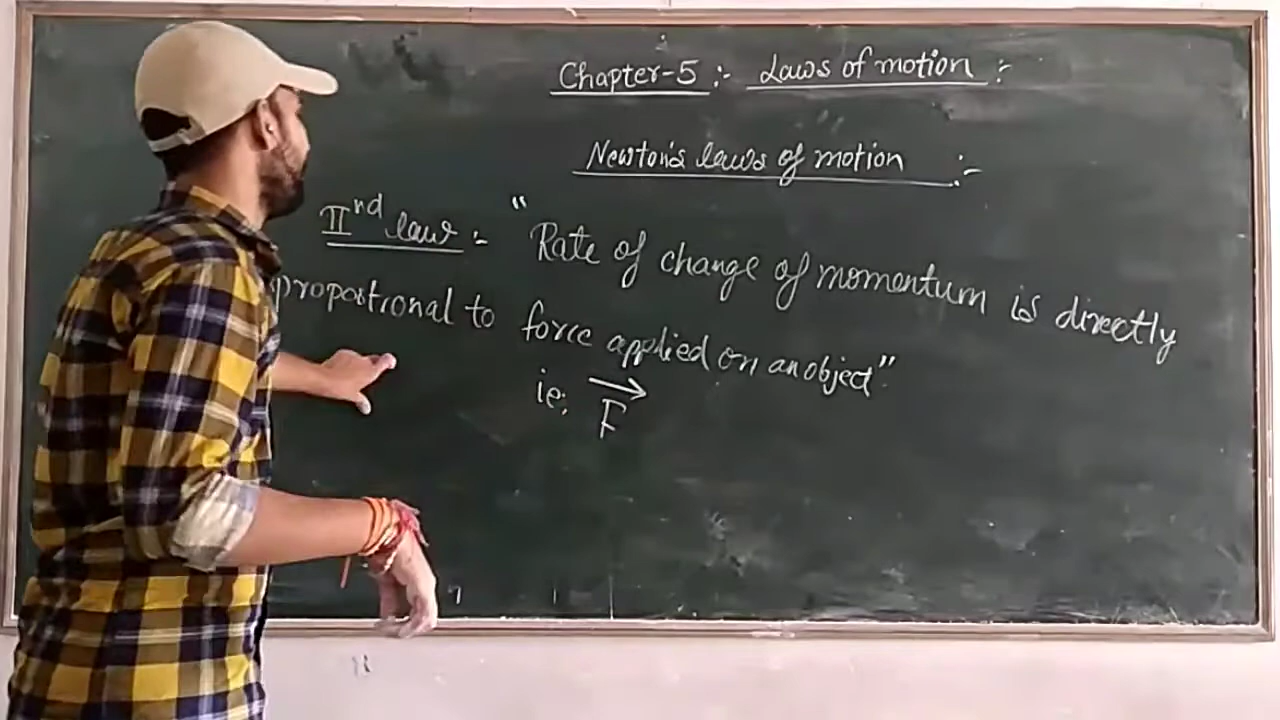 Chapter-5 :- Laws of motion :-
Newton's laws of motion :-
IInd law :- "Rate of change of momentum is directly
proportional to force applied on an object"
ie; F